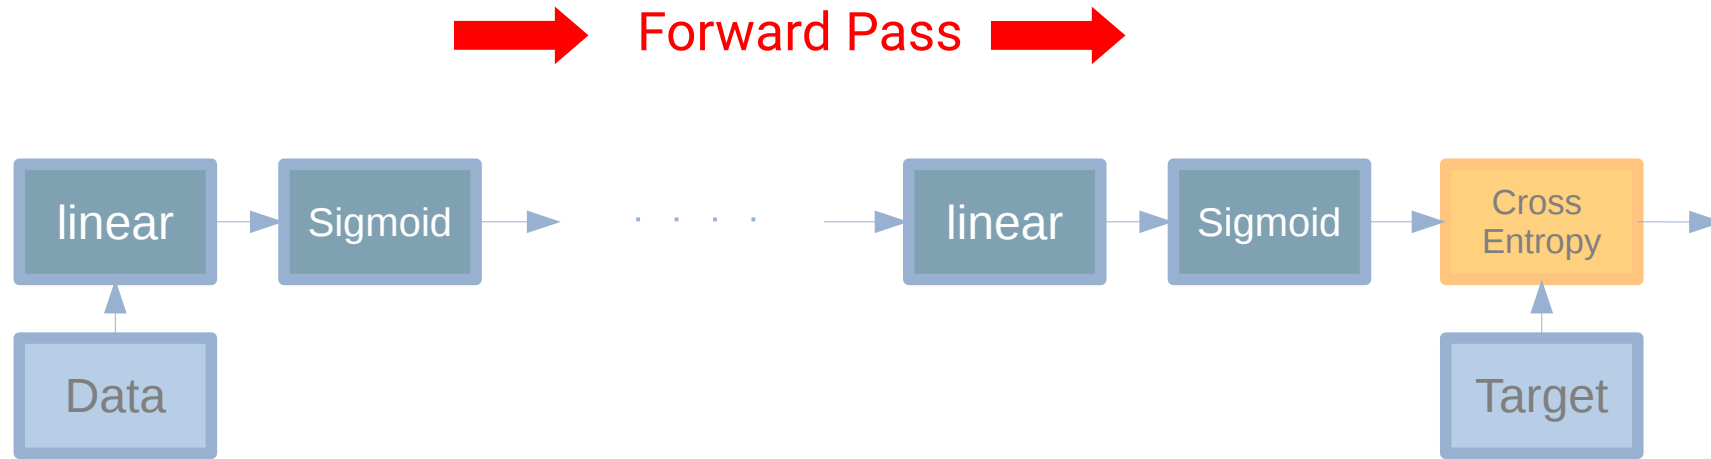 Forward Pass
linear
Sigmoid
. . . .
linear
Sigmoid
Cross
Entropy
Data
Target